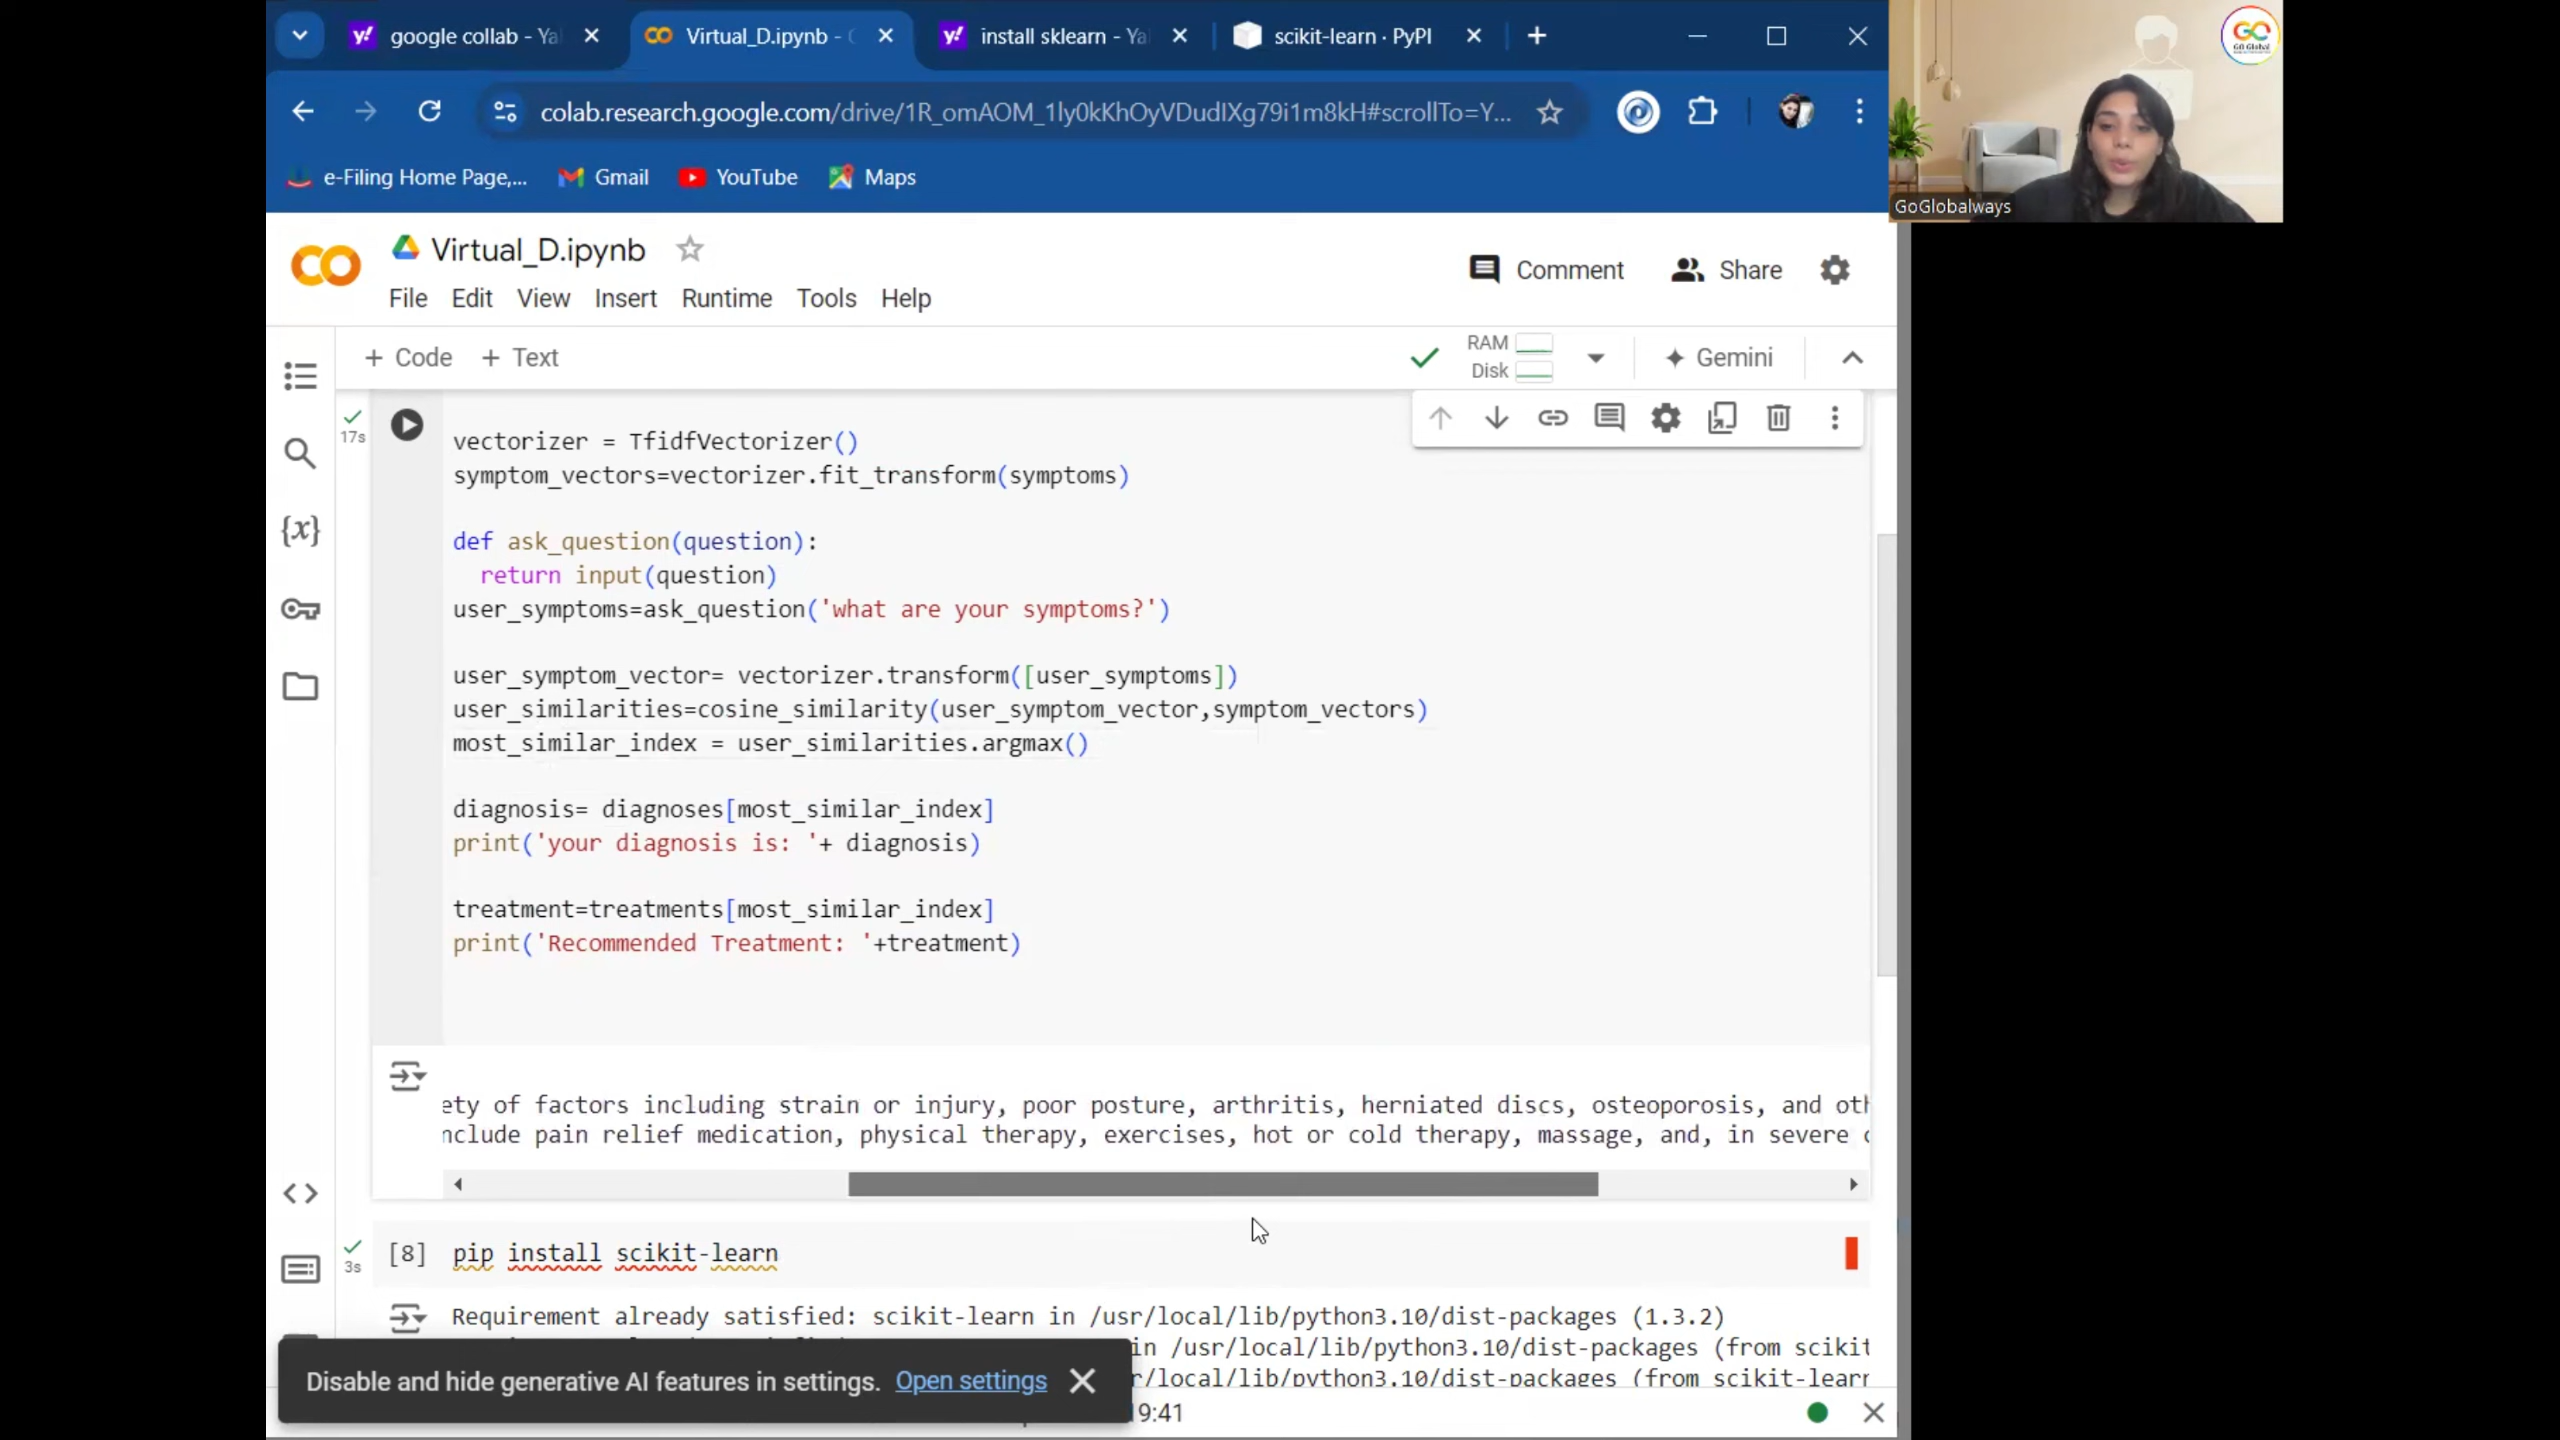 google collab - Ya
Virtual_D.ipynb -
install sklearn - Ya
scikit-learn · PyPI
GO Global
colab.research.google.com/drive/1R_omAOM_1ly0kKhOyVDudIXg79i1m8kH#scrollTo=Y...
e-Filing Home Page,...
Gmail
YouTube
Maps
GoGlobalways
Virtual_D.ipynb
Comment
Share
File Edit View Insert Runtime Tools Help
+ Code + Text
RAM
Disk
Gemini
17s
vectorizer = TfidfVectorizer()
symptom_vectors=vectorizer.fit_transform(symptoms)
def ask_question(question):
return input(question)
user_symptoms=ask_question('what are your symptoms?')
user_symptom_vector= vectorizer.transform([user_symptoms])
user_similarities=cosine_similarity(user_symptom_vector,symptom_vectors)
most_similar_index = user_similarities.argmax()
diagnosis= diagnoses[most_similar_index]
print('your diagnosis is: '+ diagnosis)
treatment=treatments[most_similar_index]
print('Recommended Treatment: '+treatment)
ety of factors including strain or injury, poor posture, arthritis, herniated discs, osteoporosis, and oth
nclude pain relief medication, physical therapy, exercises, hot or cold therapy, massage, and, in severe c
[8] pip install scikit-learn
3s
Requirement already satisfied: scikit-learn in /usr/local/lib/python3.10/dist-packages (1.3.2)
in /usr/local/lib/python3.10/dist-packages (from scikit
r/local/lib/python3.10/dist-packages (from scikit-learn
Disable and hide generative AI features in settings. Open settings
9:41